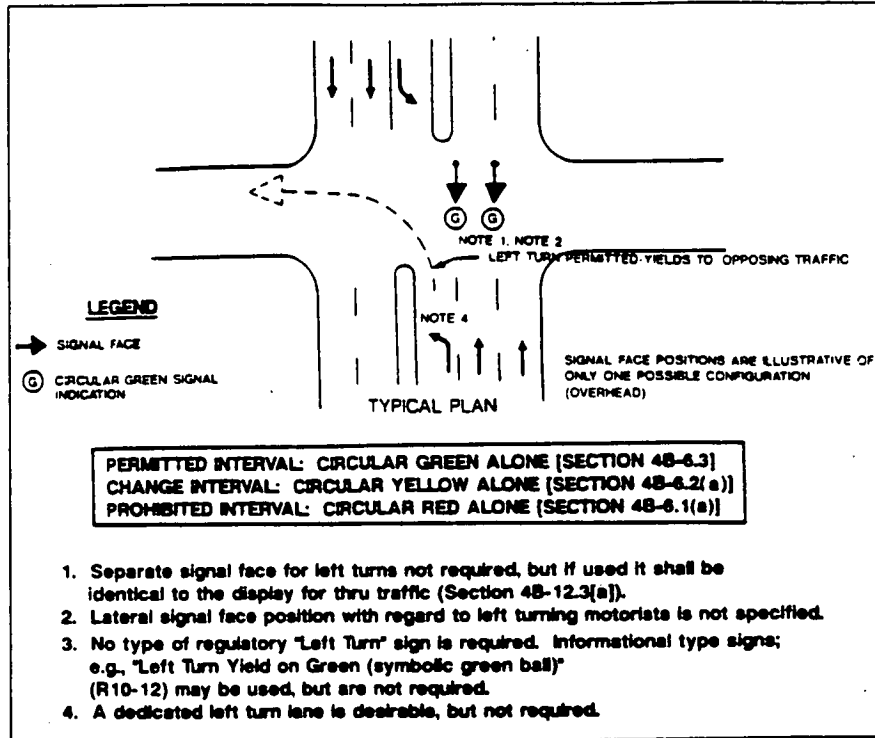 G G
NOTE 1, NOTE 2
LEFT TURN PERMITTED-YIELDS TO OPPOSING TRAFFIC
LEGEND
SIGNAL FACE
G CIRCULAR GREEN SIGNAL
INDICATION
NOTE 4
SIGNAL FACE POSITIONS ARE ILLUSTRATIVE OF
ONLY ONE POSSIBLE CONFIGURATION
(OVERHEAD)
TYPICAL PLAN
PERMITTED INTERVAL: CIRCULAR GREEN ALONE [SECTION 4B-6.3]
CHANGE INTERVAL: CIRCULAR YELLOW ALONE [SECTION 4B-6.2(a)]
PROHIBITED INTERVAL: CIRCULAR RED ALONE [SECTION 4B-6.1(a)]
1. Separate signal face for left turns not required, but if used it shall be
identical to the display for thru traffic (Section 4B-12.3[a]).
2. Lateral signal face position with regard to left turning motorists is not specified.
3. No type of regulatory "Left Turn" sign is required. Informational type signs;
e.g., "Left Turn Yield on Green (symbolic green ball)"
(R10-12) may be used, but are not required.
4. A dedicated left turn lane is desirable, but not required.